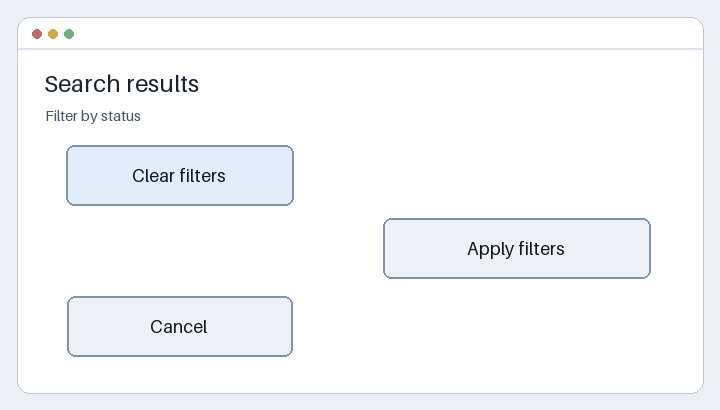 Search results
Filter by status
Clear filters
Apply filters
Cancel